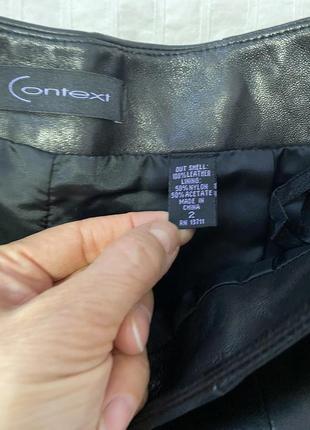 Context
OUT SHELL:
100%LEATHER
LINING:
50%NYLON
50%ACETATE
MADE IN
CHINA
2
RN 13711